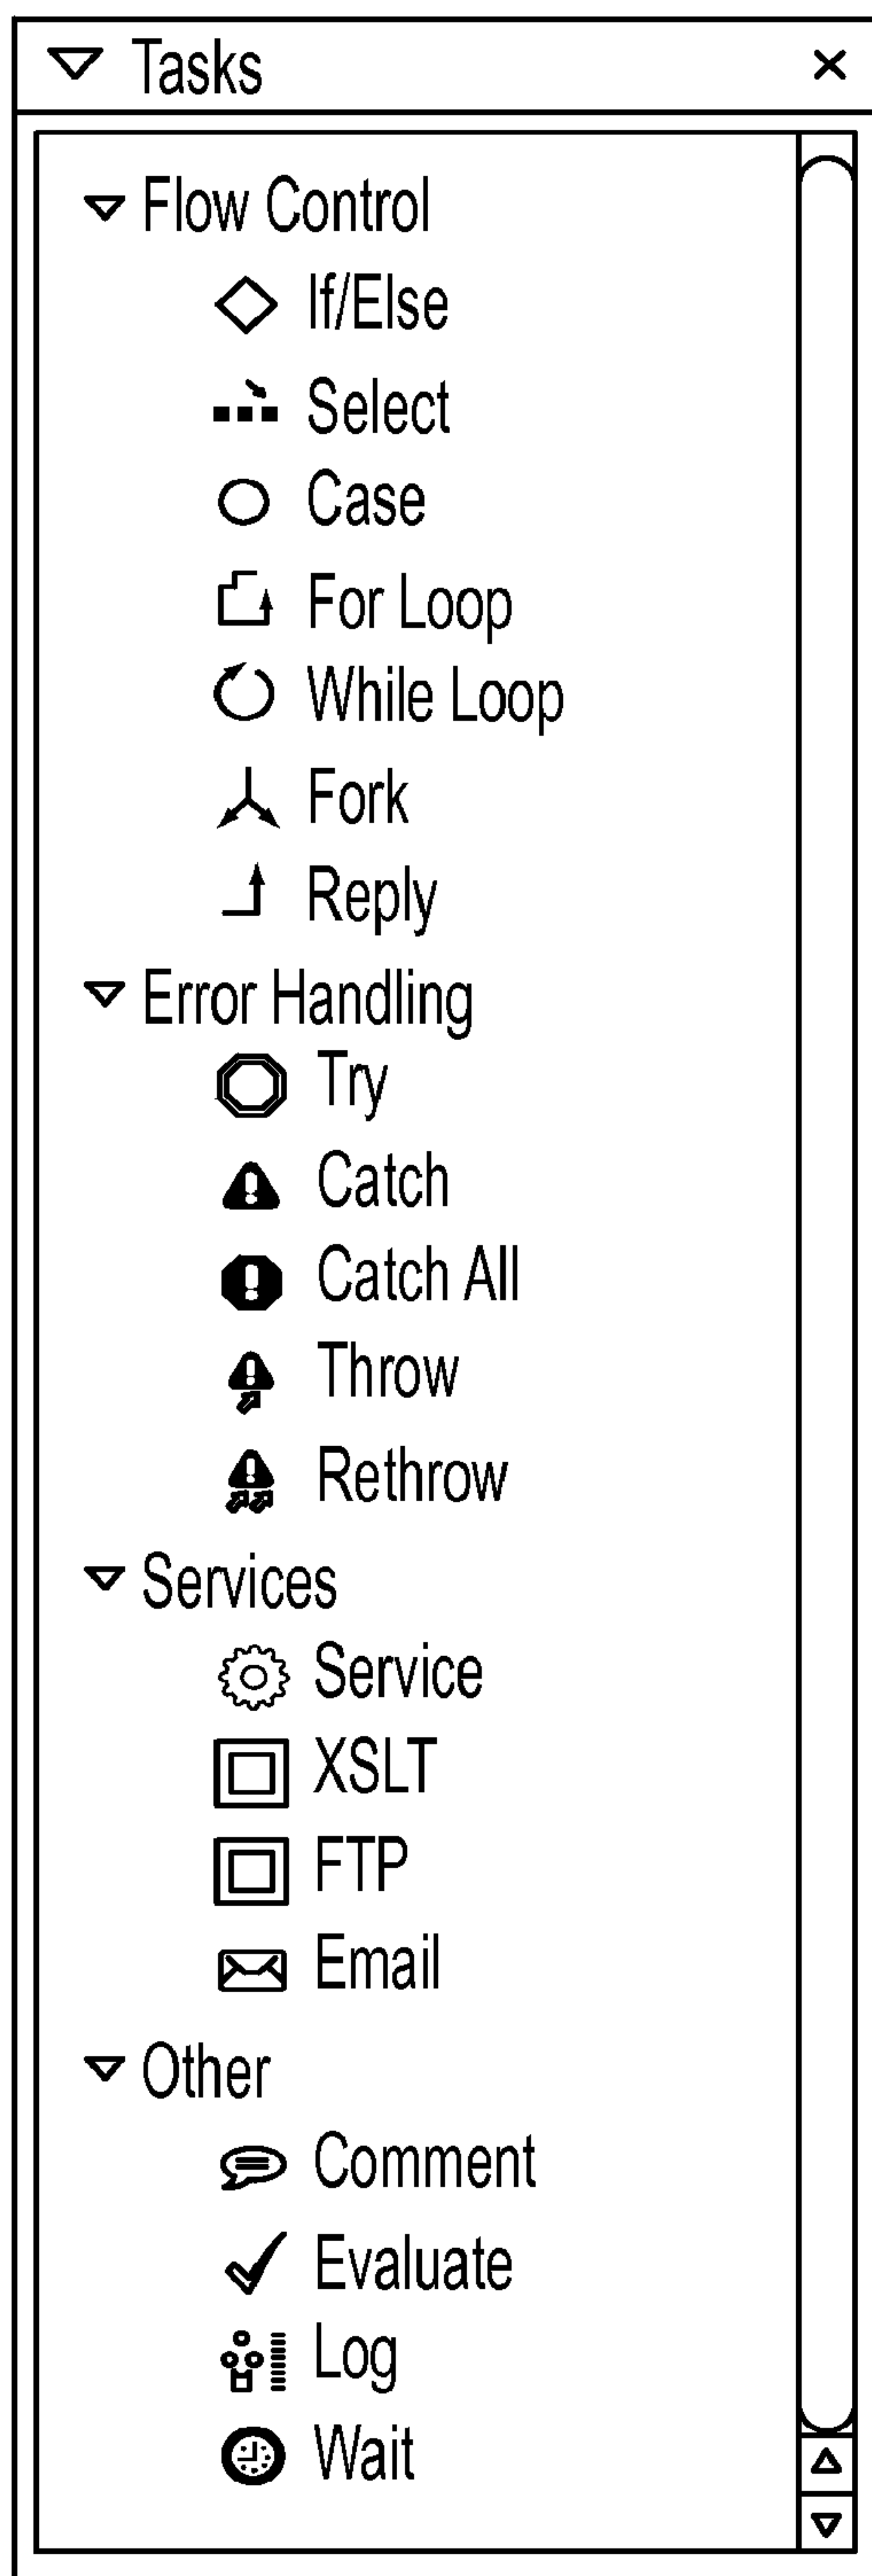 Tasks
Flow Control
If/Else
Select
Case
For Loop
While Loop
Fork
Reply
Error Handling
Try
Catch
Catch All
Throw
Rethrow
Services
Service
XSLT
FTP
Email
Other
Comment
Evaluate
Log
Wait